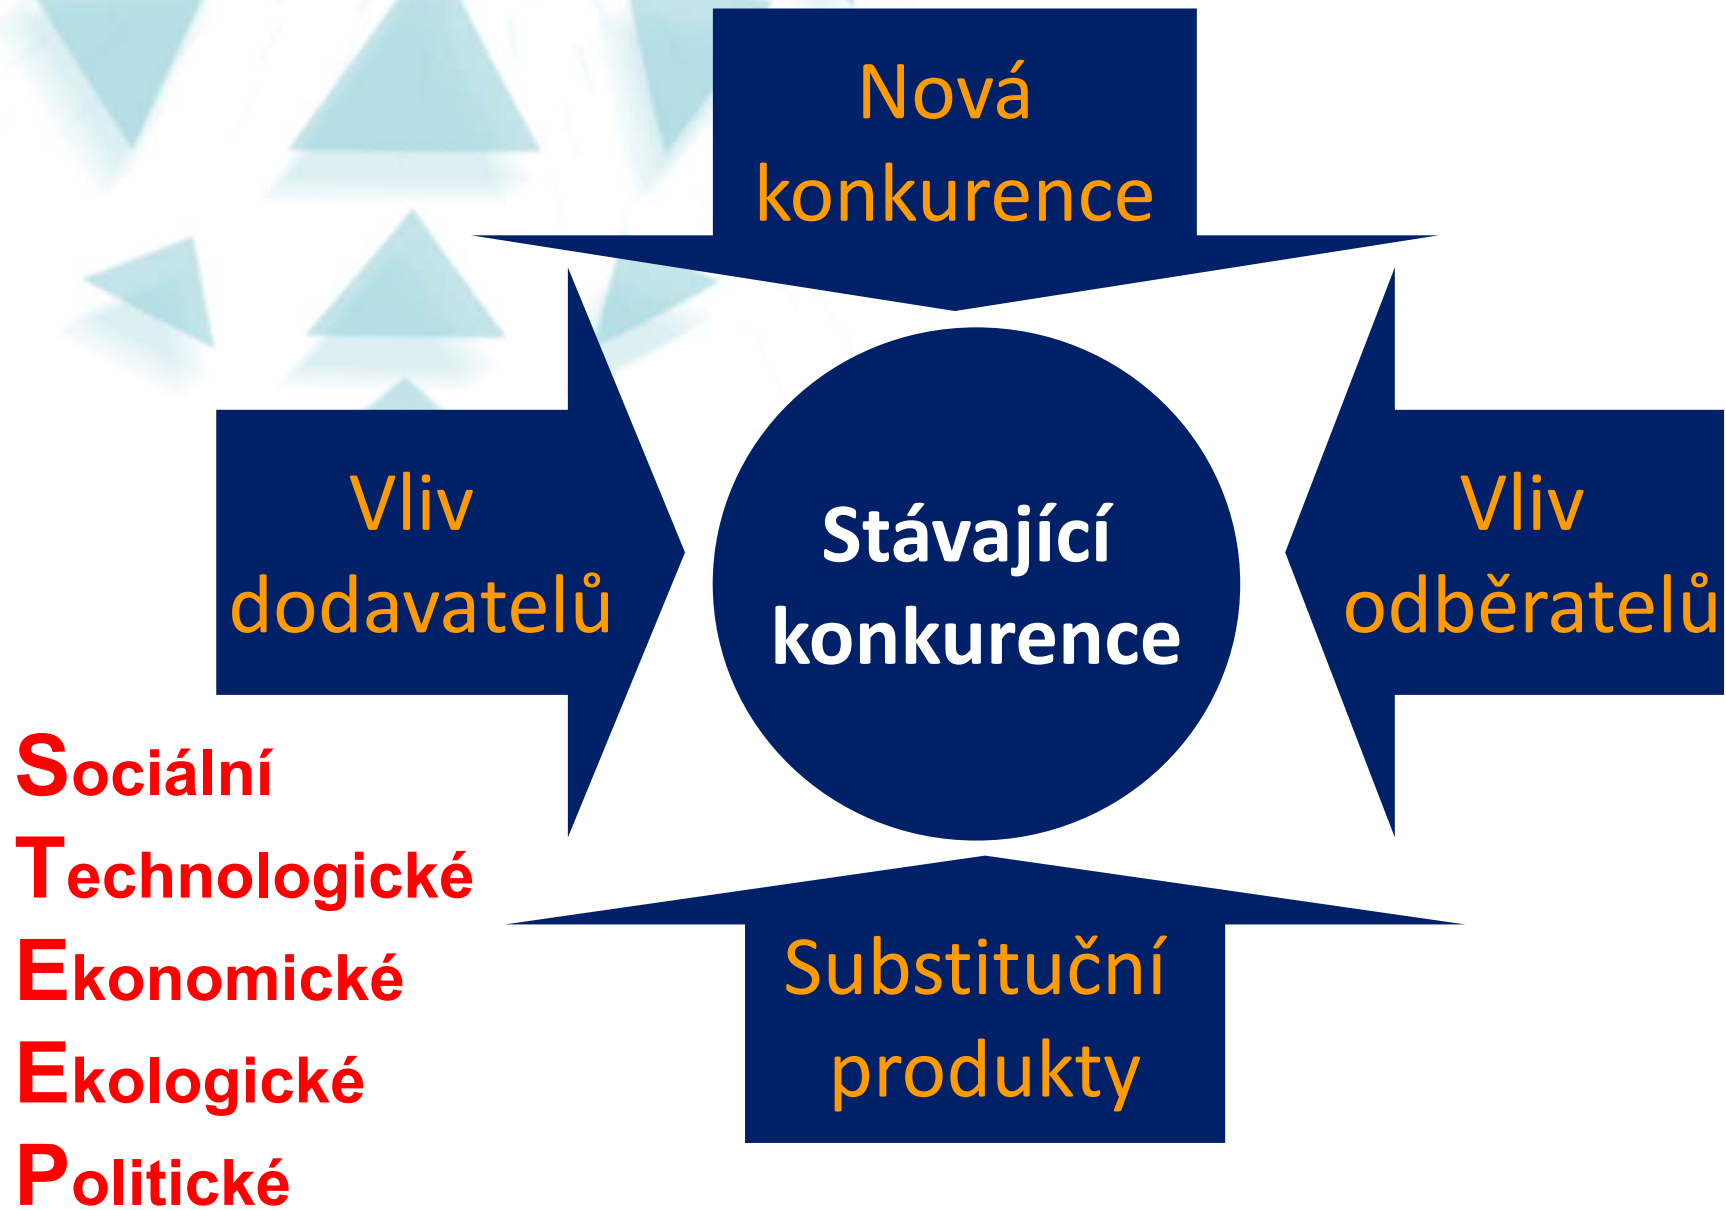 Nová
konkurence
Vliv
dodavatelů
Stávající
konkurence
Vliv
odběratelů
Substituční
produkty
Sociální
Technologické
Ekonomické
Ekologické
Politické